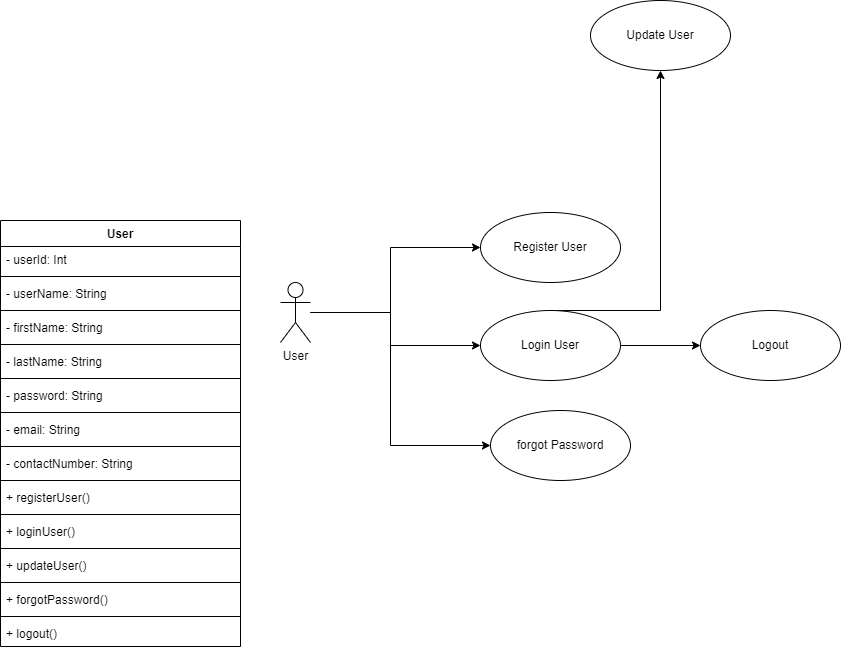 Update User
User
- userId: Int
- userName: String
- firstName: String
- lastName: String
- password: String
- email: String
- contactNumber: String
+ registerUser()
+ loginUser()
+ updateUser()
+ forgotPassword()
+ logout()
User
Register User
Login User
Logout
forgot Password